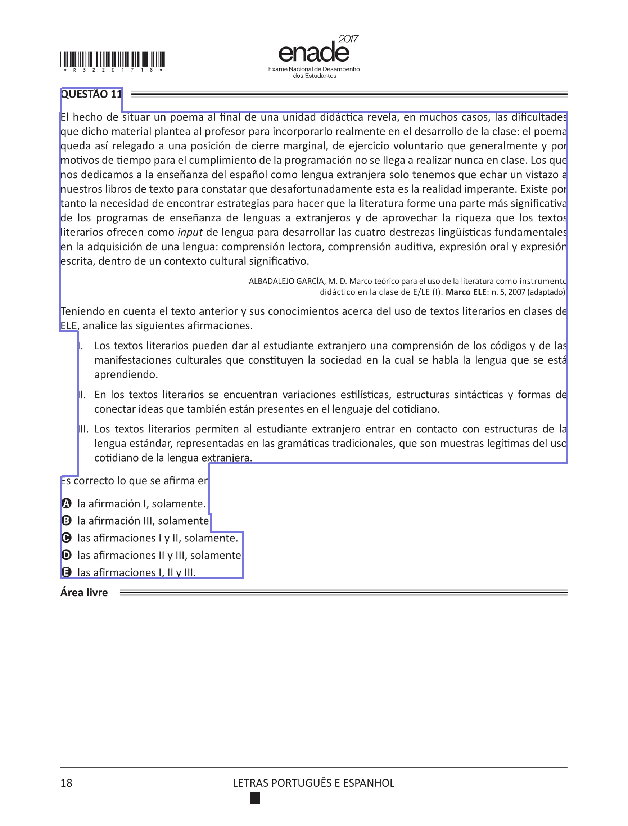 *R3220171 8*
enade 2017
Exame Nacional de Desempenho
dos Estudantes
QUESTÃO 11
El hecho de situar un poema al final de una unidad didáctica revela, en muchos casos, las dificultades
que dicho material plantea al profesor para incorporarlo realmente en el desarrollo de la clase: el poema
queda así relegado a una posición de cierre marginal, de ejercicio voluntario que generalmente y por
motivos de tiempo para el cumplimiento de la programación no se llega a realizar nunca en clase. Los que
nos dedicamos a la enseñanza del español como lengua extranjera solo tenemos que echar un vistazo a
nuestros libros de texto para constatar que desafortunadamente esta es la realidad imperante. Existe por
tanto la necesidad de encontrar estrategias para hacer que la literatura forme una parte más significativa
de los programas de enseñanza de lenguas a extranjeros y de aprovechar la riqueza que los textos
literarios ofrecen como input de lengua para desarrollar las cuatro destrezas lingüísticas fundamentales
en la adquisición de una lengua: comprensión lectora, comprensión auditiva, expresión oral y expresión
escrita, dentro de un contexto cultural significativo.
ALBADALEJO GARCÍA, M. D. Marco teórico para el uso de la literatura como instrumento
didáctico en la clase de E/LE (I). Marco ELE: n. 5, 2007 (adaptado).
Teniendo en cuenta el texto anterior y sus conocimientos acerca del uso de textos literarios en clases de
ELE, analice las siguientes afirmaciones.
I. Los textos literarios pueden dar al estudiante extranjero una comprensión de los códigos y de las
manifestaciones culturales que constituyen la sociedad en la cual se habla la lengua que se está
aprendiendo.
II. En los textos literarios se encuentran variaciones estilísticas, estructuras sintácticas y formas de
conectar ideas que también están presentes en el lenguaje del cotidiano.
III. Los textos literarios permiten al estudiante extranjero entrar en contacto con estructuras de la
lengua estándar, representadas en las gramáticas tradicionales, que son muestras legítimas del uso
cotidiano de la lengua extranjera.
Es correcto lo que se afirma en
A la afirmación I, solamente.
B la afirmación III, solamente.
C las afirmaciones I y II, solamente.
D las afirmaciones II y III, solamente.
E las afirmaciones I, II y III.
Área livre
18
LETRAS PORTUGUÊS E ESPANHOL